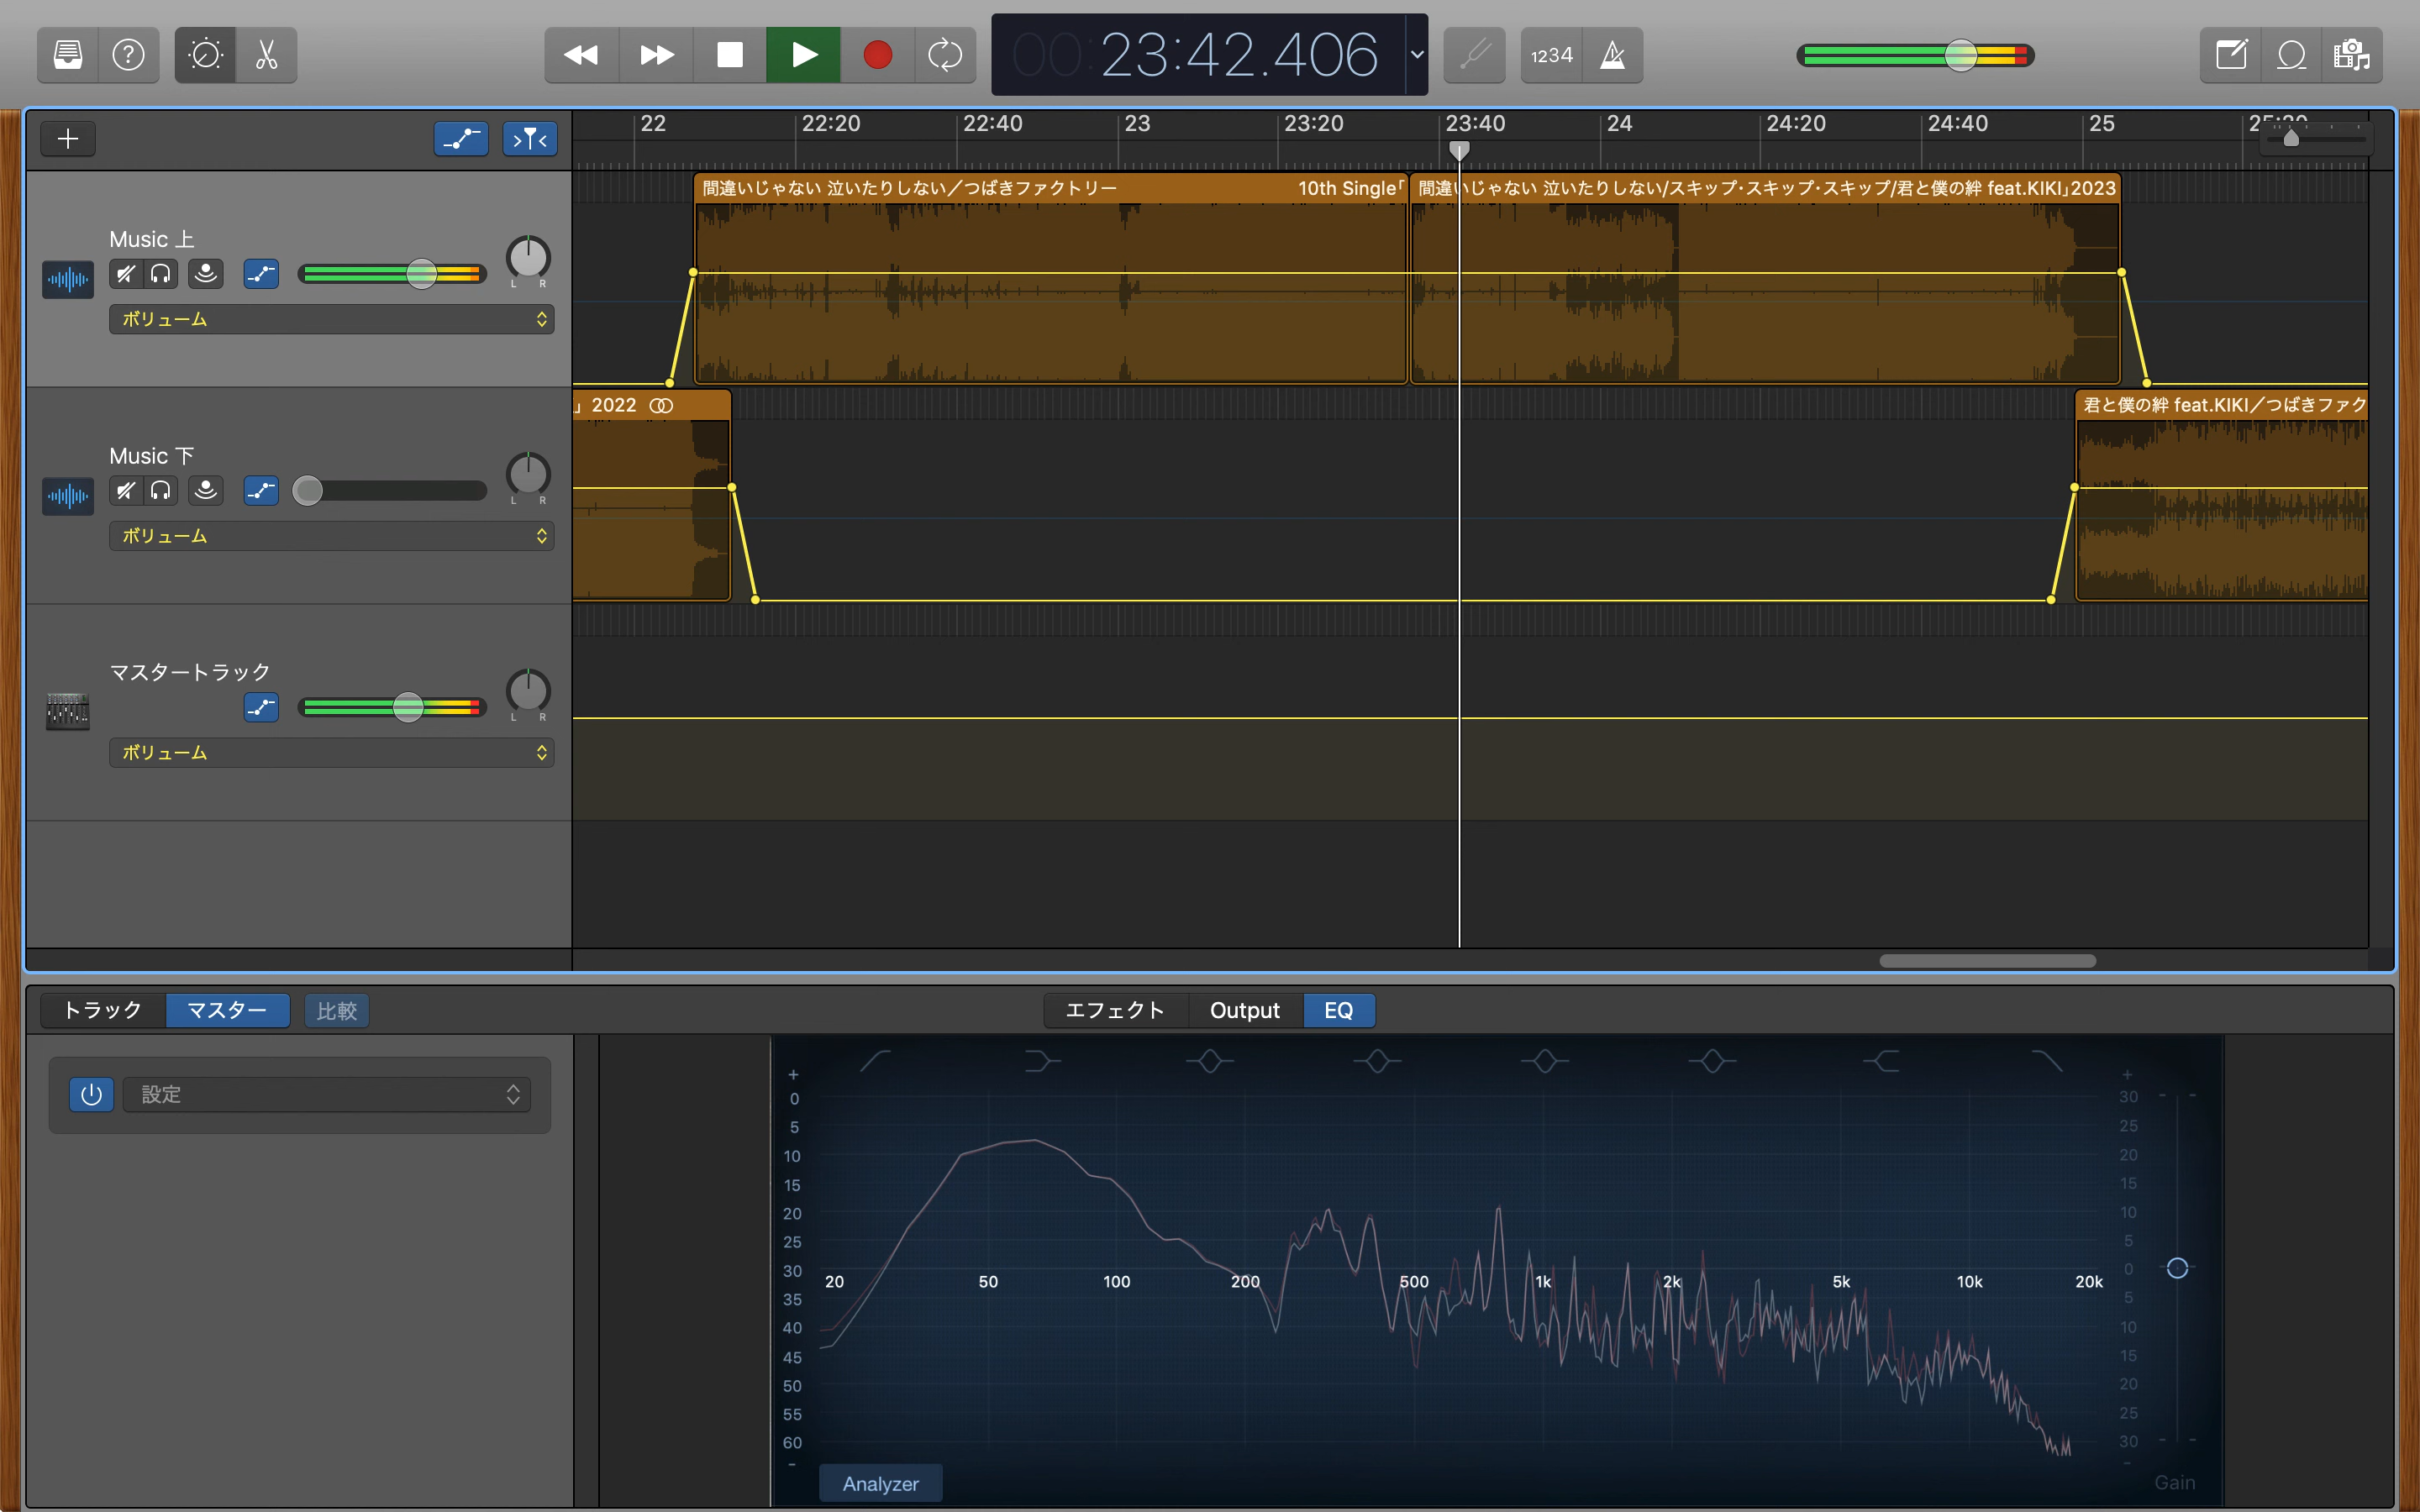 00:23:42.406
1234
22 22:20 22:40 23 23:20 23:40 24 24:20 24:40 25
間違いじゃない 泣いたりしない／つばきファクトリー 10th Single「 間違いじゃない 泣いたりしない/スキップ・スキップ・スキップ/君と僕の絆 feat.KIKI」2023
Music 上
L R
ボリューム
」 2022 君と僕の絆 feat.KIKI／つばきファク
Music 下
L R
ボリューム
マスタートラック
L R
ボリューム
トラック マスター 比較 エフェクト Output EQ
設定
+ +
0 30
5 25
10 20
15 15
20 10
25 5
30 20 50 100 200 500 1k 2k 5k 10k 20k 0
35 5
40 10
45 15
50 20
55 25
60 30
- -
Analyzer Gain